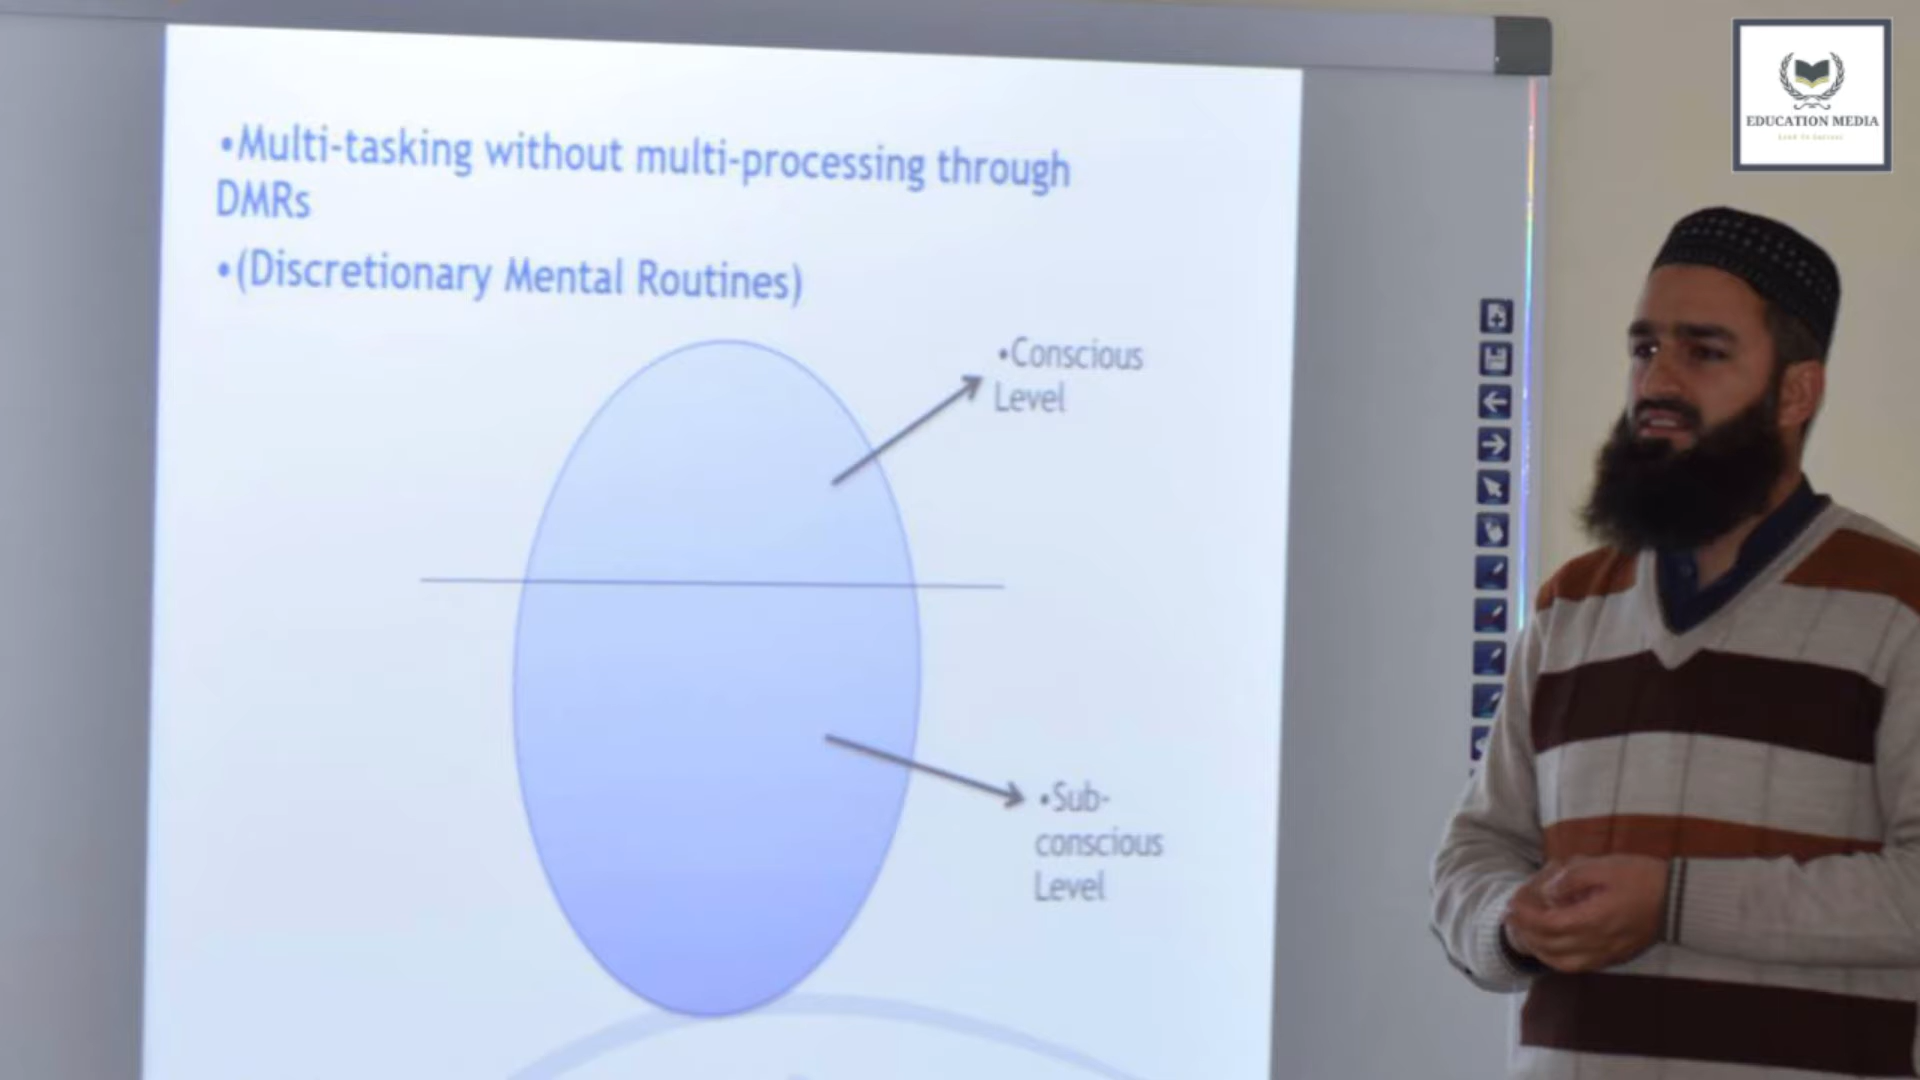 •Multi-tasking without multi-processing through
DMRs
•(Discretionary Mental Routines)
•Conscious
Level
•Sub-
conscious
Level
EDUCATION MEDIA